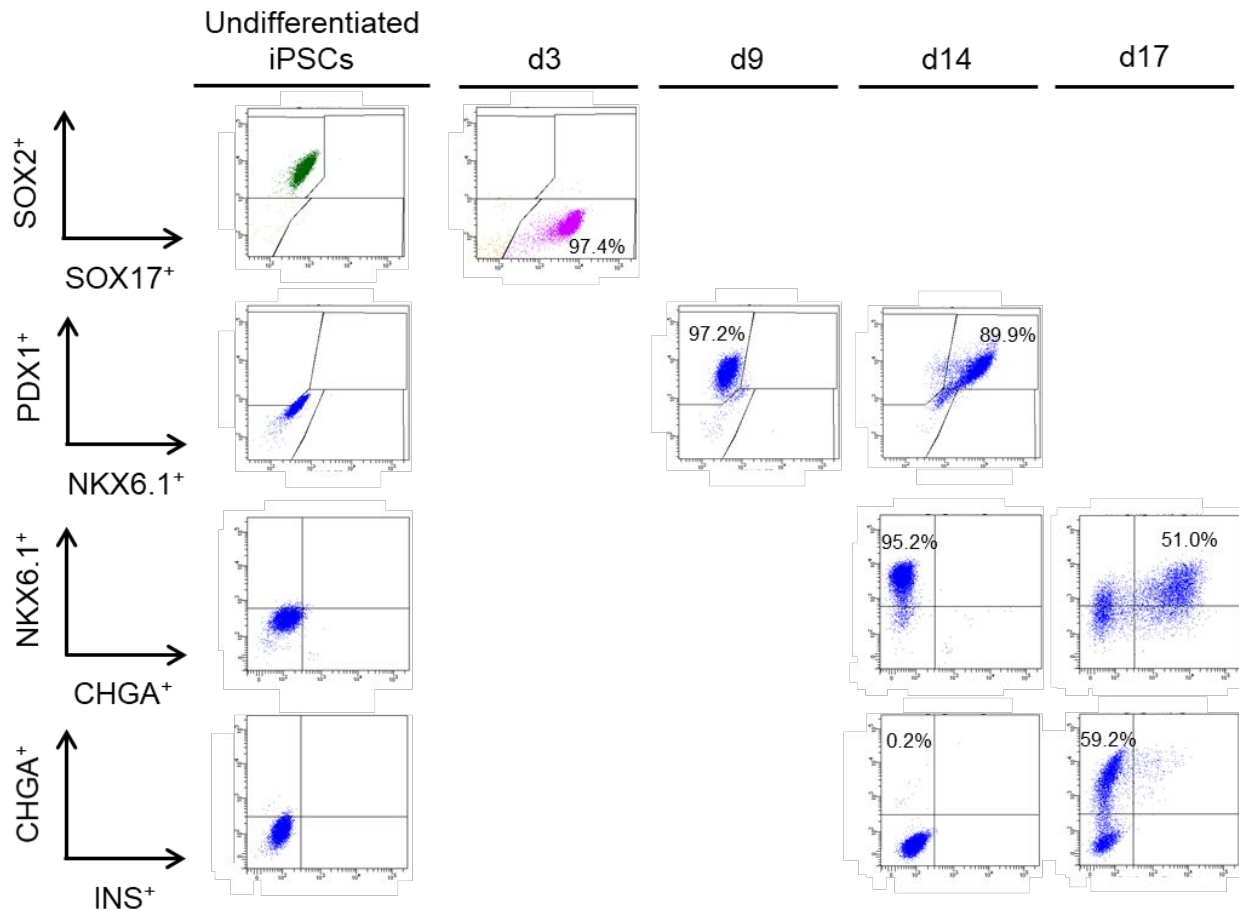 Undifferentiated
iPSCs
d3
d9
d14
d17
SOX2⁺
SOX17⁺
97.4%
PDX1⁺
NKX6.1⁺
97.2%
89.9%
NKX6.1⁺
CHGA⁺
95.2%
51.0%
CHGA⁺
INS⁺
0.2%
59.2%